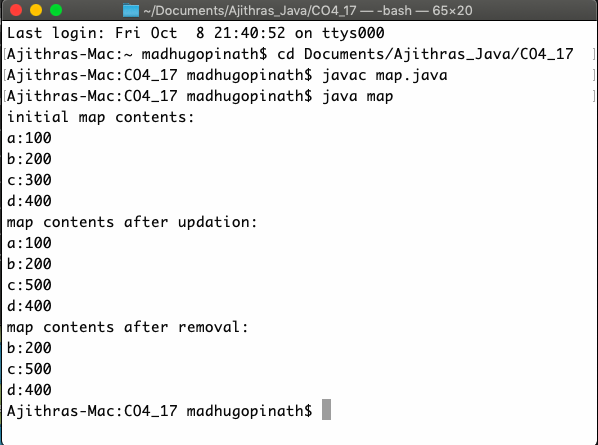 ~/Documents/Ajithras_Java/CO4_17 — -bash — 65×20
Last login: Fri Oct  8 21:40:52 on ttys000
[Ajithras-Mac:~ madhugopinath$ cd Documents/Ajithras_Java/CO4_17 ]
[Ajithras-Mac:CO4_17 madhugopinath$ javac map.java ]
[Ajithras-Mac:CO4_17 madhugopinath$ java map ]
initial map contents:
a:100
b:200
c:300
d:400
map contents after updation:
a:100
b:200
c:500
d:400
map contents after removal:
b:200
c:500
d:400
Ajithras-Mac:CO4_17 madhugopinath$